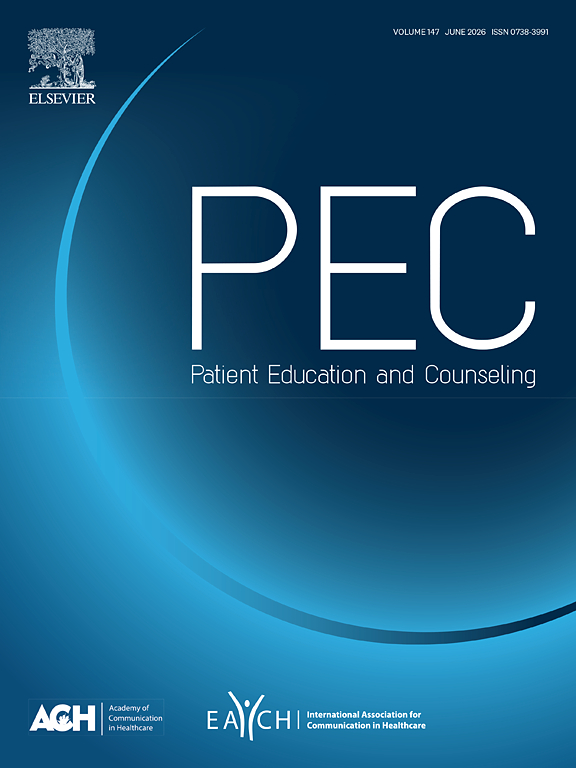 VOLUME 147 JUNE 2026 ISSN 0738-3991
ELSEVIER
PEC
Patient Education and Counseling
ACH
Academy of
Communication
in Healthcare
EACH
International Association for
Communication in Healthcare